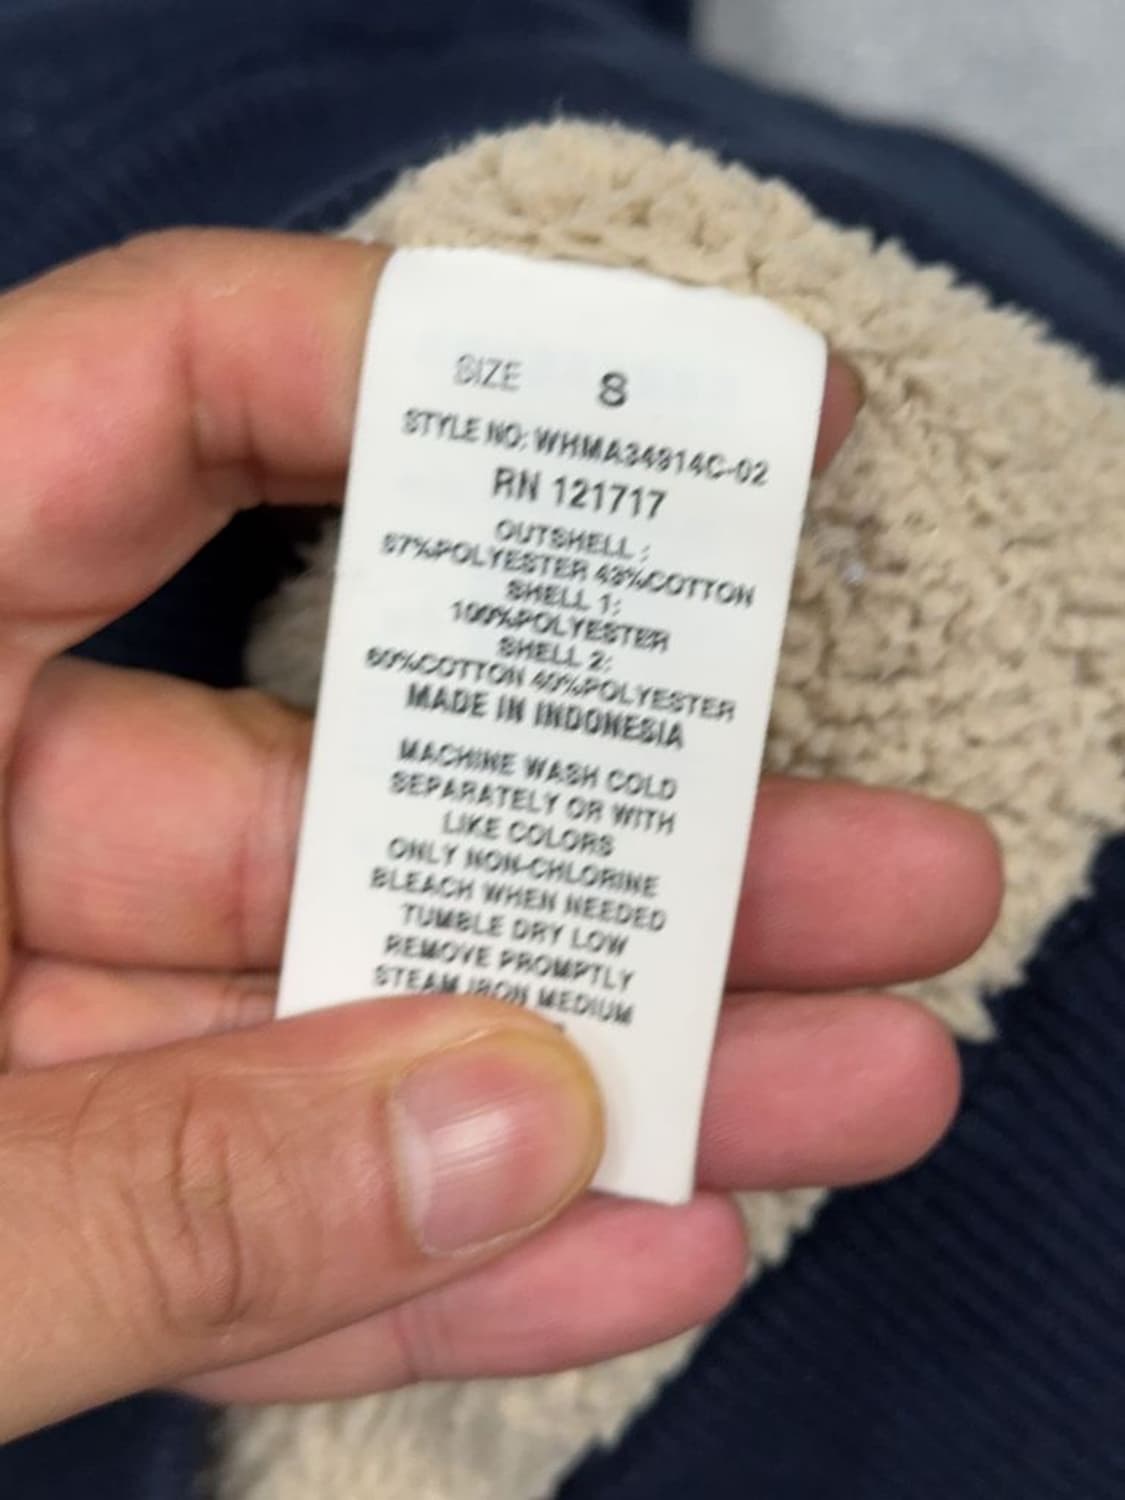 SIZE 8
STYLE NO: WHMA34914C-02
RN 121717
OUTSHELL :
57%POLYESTER 43%COTTON
SHELL 1:
100%POLYESTER
SHELL 2:
60%COTTON 40%POLYESTER
MADE IN INDONESIA
MACHINE WASH COLD
SEPARATELY OR WITH
LIKE COLORS
ONLY NON-CHLORINE
BLEACH WHEN NEEDED
TUMBLE DRY LOW
REMOVE PROMPTLY
STEAM IRON MEDIUM